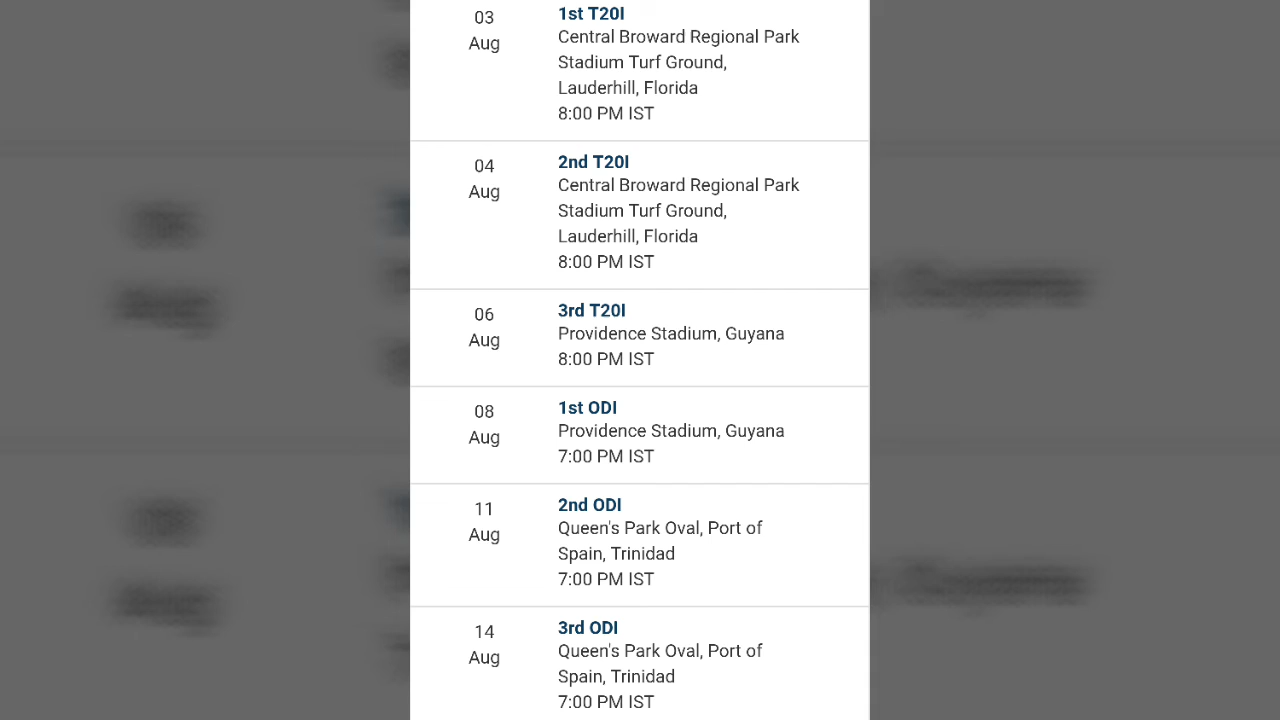 03
Aug
1st T20I
Central Broward Regional Park
Stadium Turf Ground,
Lauderhill, Florida
8:00 PM IST
04
Aug
2nd T20I
Central Broward Regional Park
Stadium Turf Ground,
Lauderhill, Florida
8:00 PM IST
06
Aug
3rd T20I
Providence Stadium, Guyana
8:00 PM IST
08
Aug
1st ODI
Providence Stadium, Guyana
7:00 PM IST
11
Aug
2nd ODI
Queen's Park Oval, Port of
Spain, Trinidad
7:00 PM IST
14
Aug
3rd ODI
Queen's Park Oval, Port of
Spain, Trinidad
7:00 PM IST